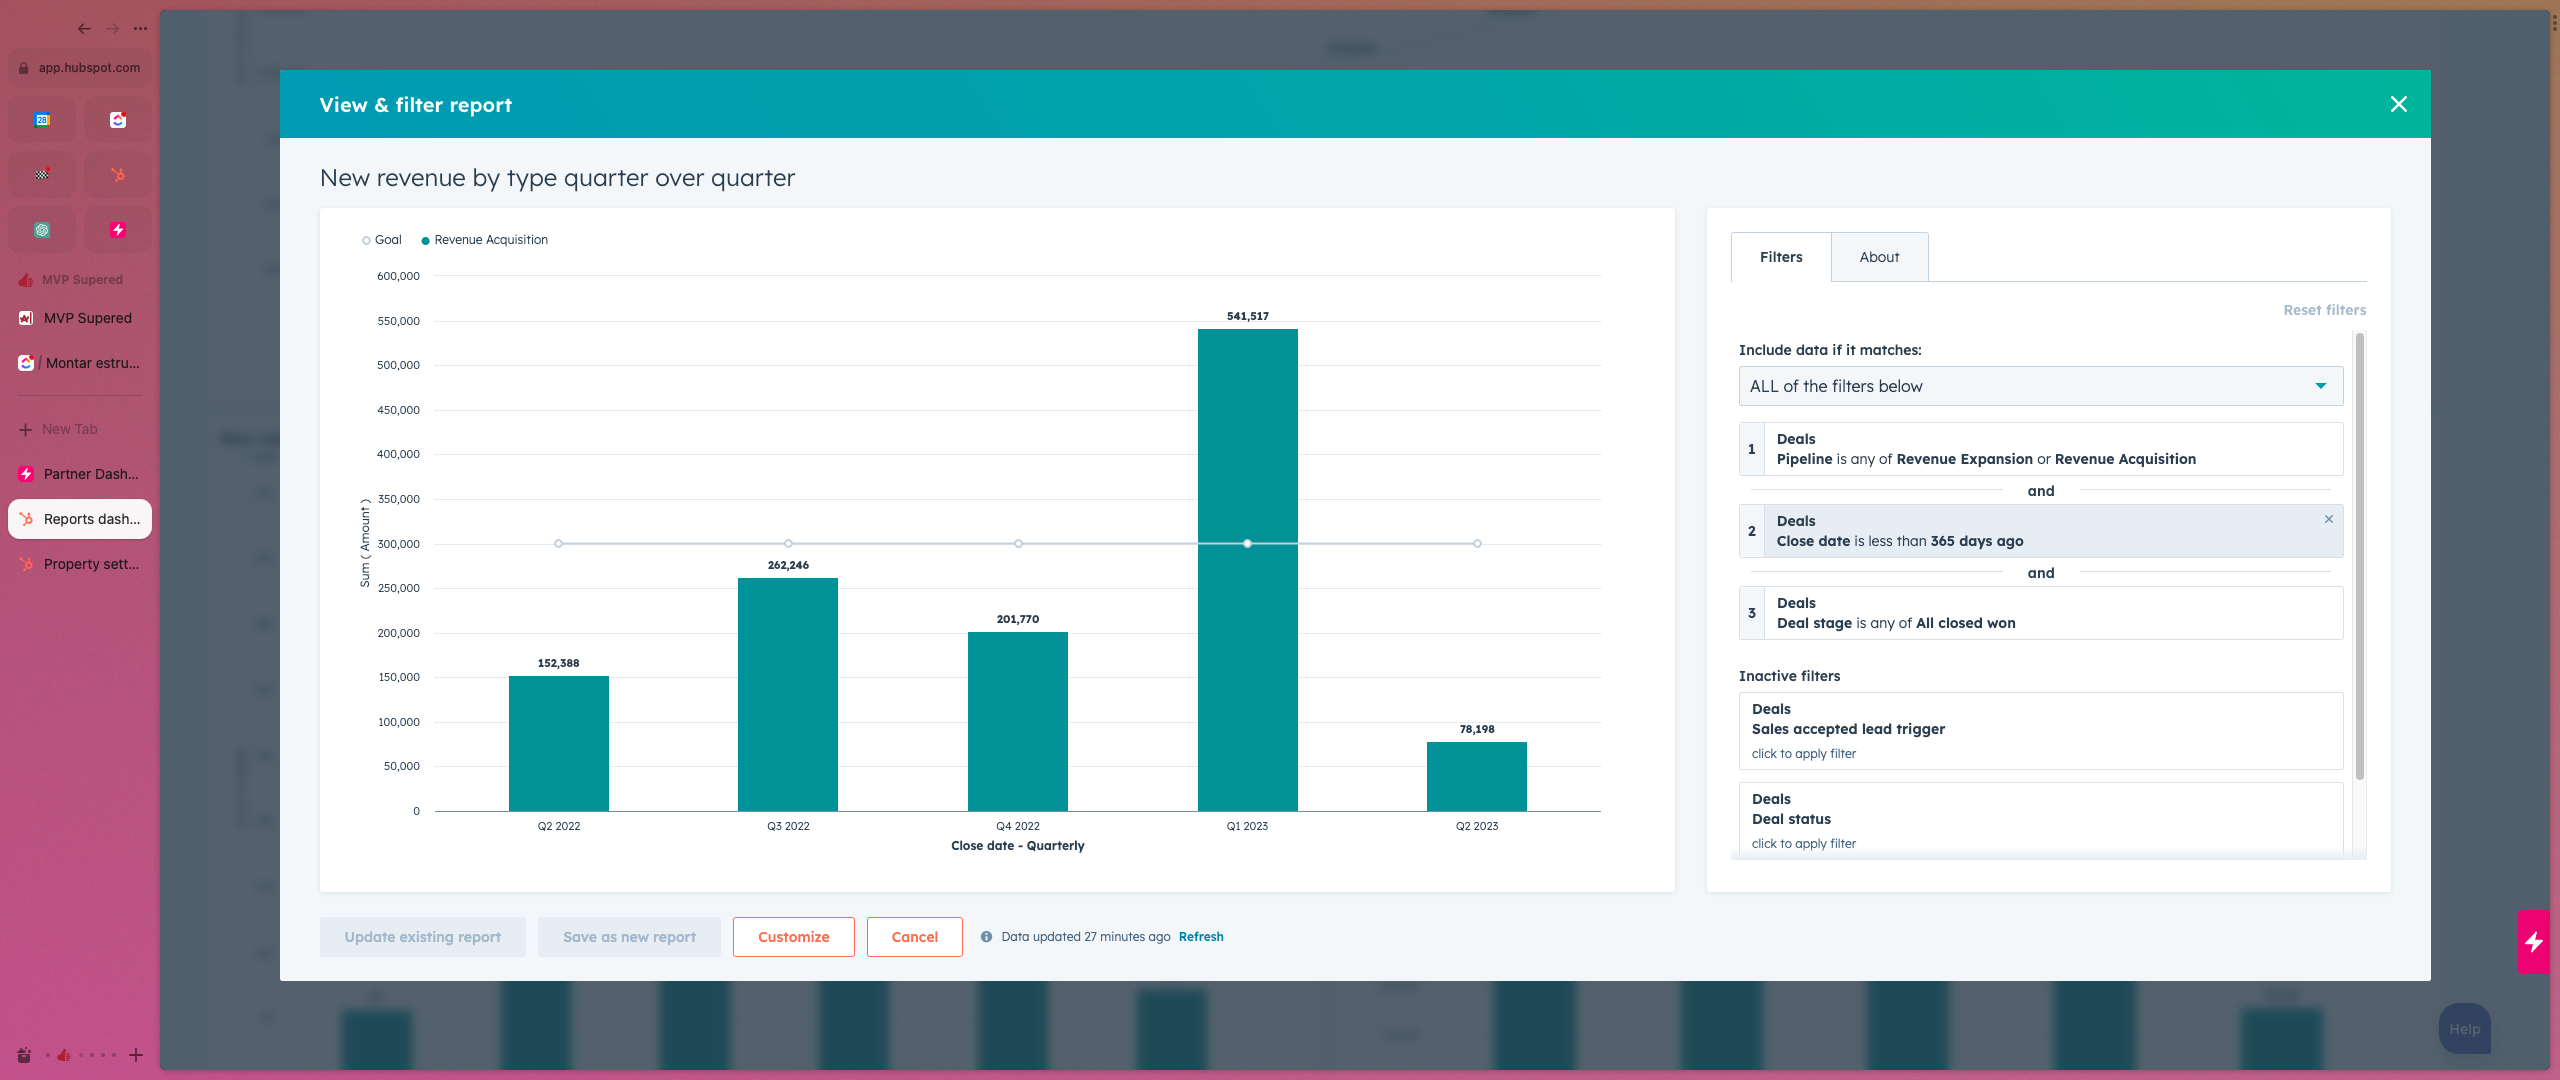 app.hubspot.com
28
MVP Supered
MVP Supered
/ Montar estru...
New Tab
Partner Dash...
Reports dash...
Property sett...
View & filter report
New revenue by type quarter over quarter
Goal
Revenue Acquisition
600,000
550,000
500,000
450,000
400,000
350,000
300,000
250,000
200,000
150,000
100,000
50,000
0
Sum ( Amount )
152,388
262,246
201,770
541,517
78,198
Q2 2022
Q3 2022
Q4 2022
Q1 2023
Q2 2023
Close date - Quarterly
Filters
About
Reset filters
Include data if it matches:
ALL of the filters below
1
Deals
Pipeline is any of Revenue Expansion or Revenue Acquisition
and
2
Deals
Close date is less than 365 days ago
and
3
Deals
Deal stage is any of All closed won
Inactive filters
Deals
Sales accepted lead trigger
click to apply filter
Deals
Deal status
click to apply filter
Update existing report
Save as new report
Customize
Cancel
Data updated 27 minutes ago Refresh
Help